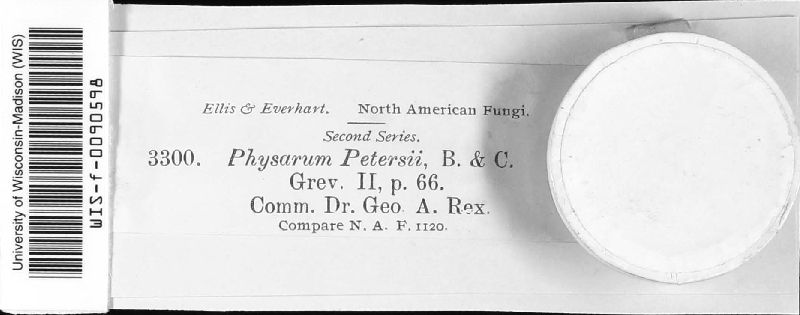 University of Wisconsin-Madison (WIS)
WIS-f-0090598
Ellis & Everhart. North American Fungi.
Second Series.
3300. Physarum Petersii, B. & C.
Grev. II, p. 66.
Comm. Dr. Geo. A. Rex.
Compare N. A. F. 1120.